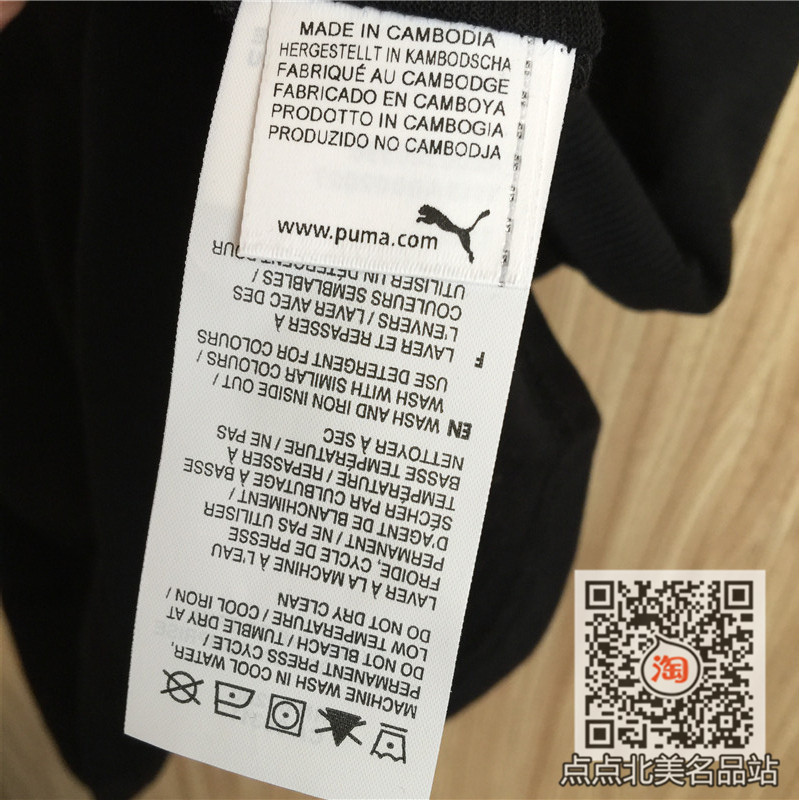 MADE IN CAMBODIA
HERGESTELLT IN KAMBODSCHA
FABRIQUÉ AU CAMBODGE
FABRICADO EN CAMBOYA
PRODOTTO IN CAMBOGIA
PRODUZIDO NO CAMBODJA
www.puma.com
MACHINE WASH IN COOL WATER,
PERMANENT PRESS CYCLE /
DO NOT BLEACH / TUMBLE DRY AT
LOW TEMPERATURE / COOL IRON /
DO NOT DRY CLEAN
LAVER À LA MACHINE À L'EAU
FROIDE, CYCLE DE PRESSE
PERMANENT / NE PAS UTILISER
D'AGENT DE BLANCHIMENT /
SÉCHER PAR CULBUTAGE À BASSE
TEMPÉRATURE / REPASSER À
BASSE TEMPÉRATURE / NE PAS
NETTOYER À SEC
EN WASH AND IRON INSIDE OUT /
WASH WITH SIMILAR COLOURS /
USE DETERGENT FOR COLOURS
F LAVER ET REPASSER À
L'ENVERS / LAVER AVEC DES
COULEURS SEMBLABLES /
UTILISER UN DÉTERGENT POUR
淘
点点北美名品站